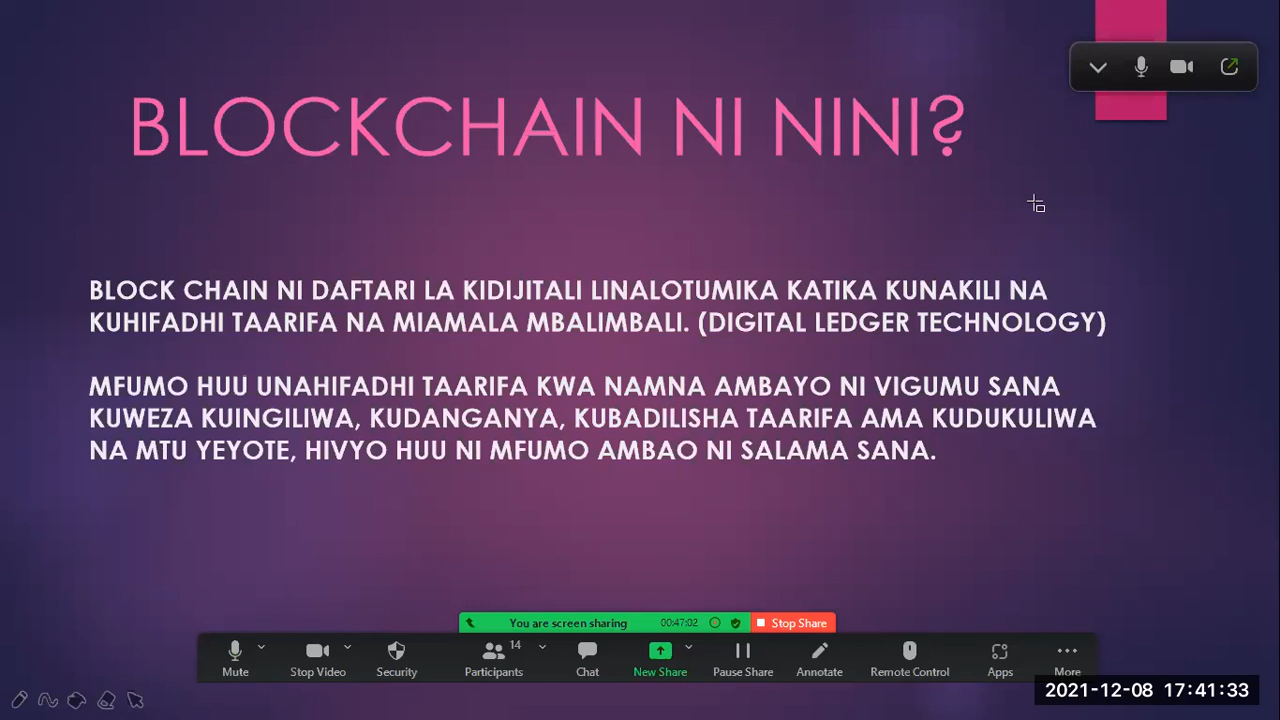 BLOCKCHAIN NI NINI?
BLOCK CHAIN NI DAFTARI LA KIDIJITALI LINALOTUMIKA KATIKA KUNAKILI NA
KUHIFADHI TAARIFA NA MIAMALA MBALIMBALI. (DIGITAL LEDGER TECHNOLOGY)
MFUMO HUU UNAHIFADHI TAARIFA KWA NAMNA AMBAYO NI VIGUMU SANA
KUWEZA KUINGILIWA, KUDANGANYA, KUBADILISHA TAARIFA AMA KUDUKULIWA
NA MTU YEYOTE, HIVYO HUU NI MFUMO AMBAO NI SALAMA SANA.
You are screen sharing 00:47:02 Stop Share
14
Mute Stop Video Security Participants Chat New Share Pause Share Annotate Remote Control Apps More
2021-12-08 17:41:33